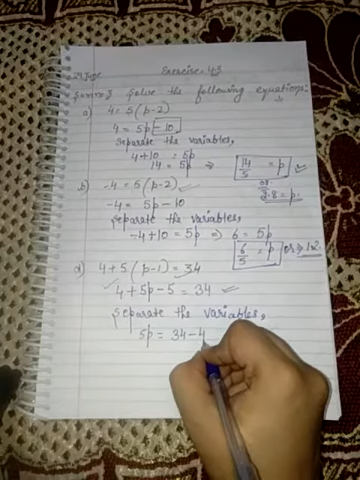 Exercise: 4.3
Solve the following equations:
a) 4 = 5(p-2)
4 = 5p - 10
Separate the variables,
4+10 = 5p
14 = 5p ⇒ 14/5 = p
or
2.8 = p.
b) -4 = 5(p-2)
-4 = 5p - 10
Separate the variables,
-4+10 = 5p ⇒ 6 = 5p
6/5 = p or
d) 4+5(p-1) = 34
4 + 5p - 5 = 34
Separate the variables,
5p = 34-4